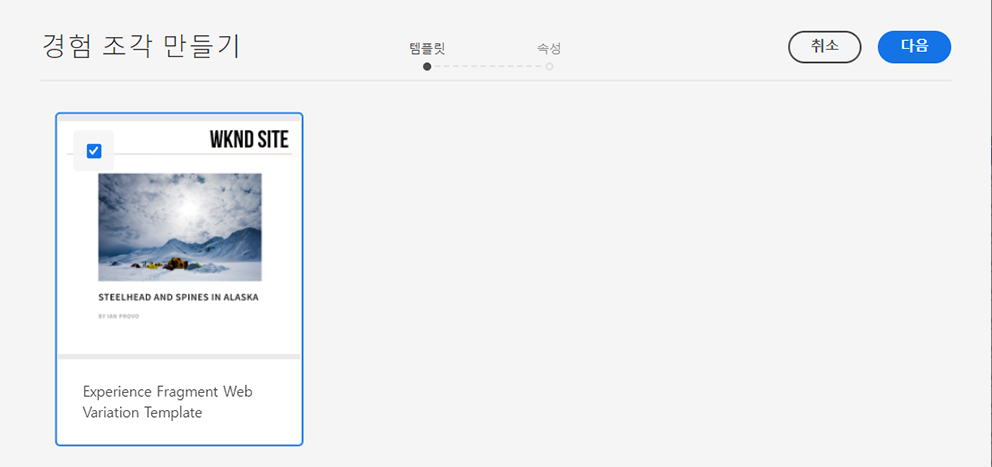 경험 조각 만들기
템플릿
속성
취소
다음
WKND SITE
STEELHEAD AND SPINES IN ALASKA
BY IAN PROVO
Experience Fragment Web
Variation Template